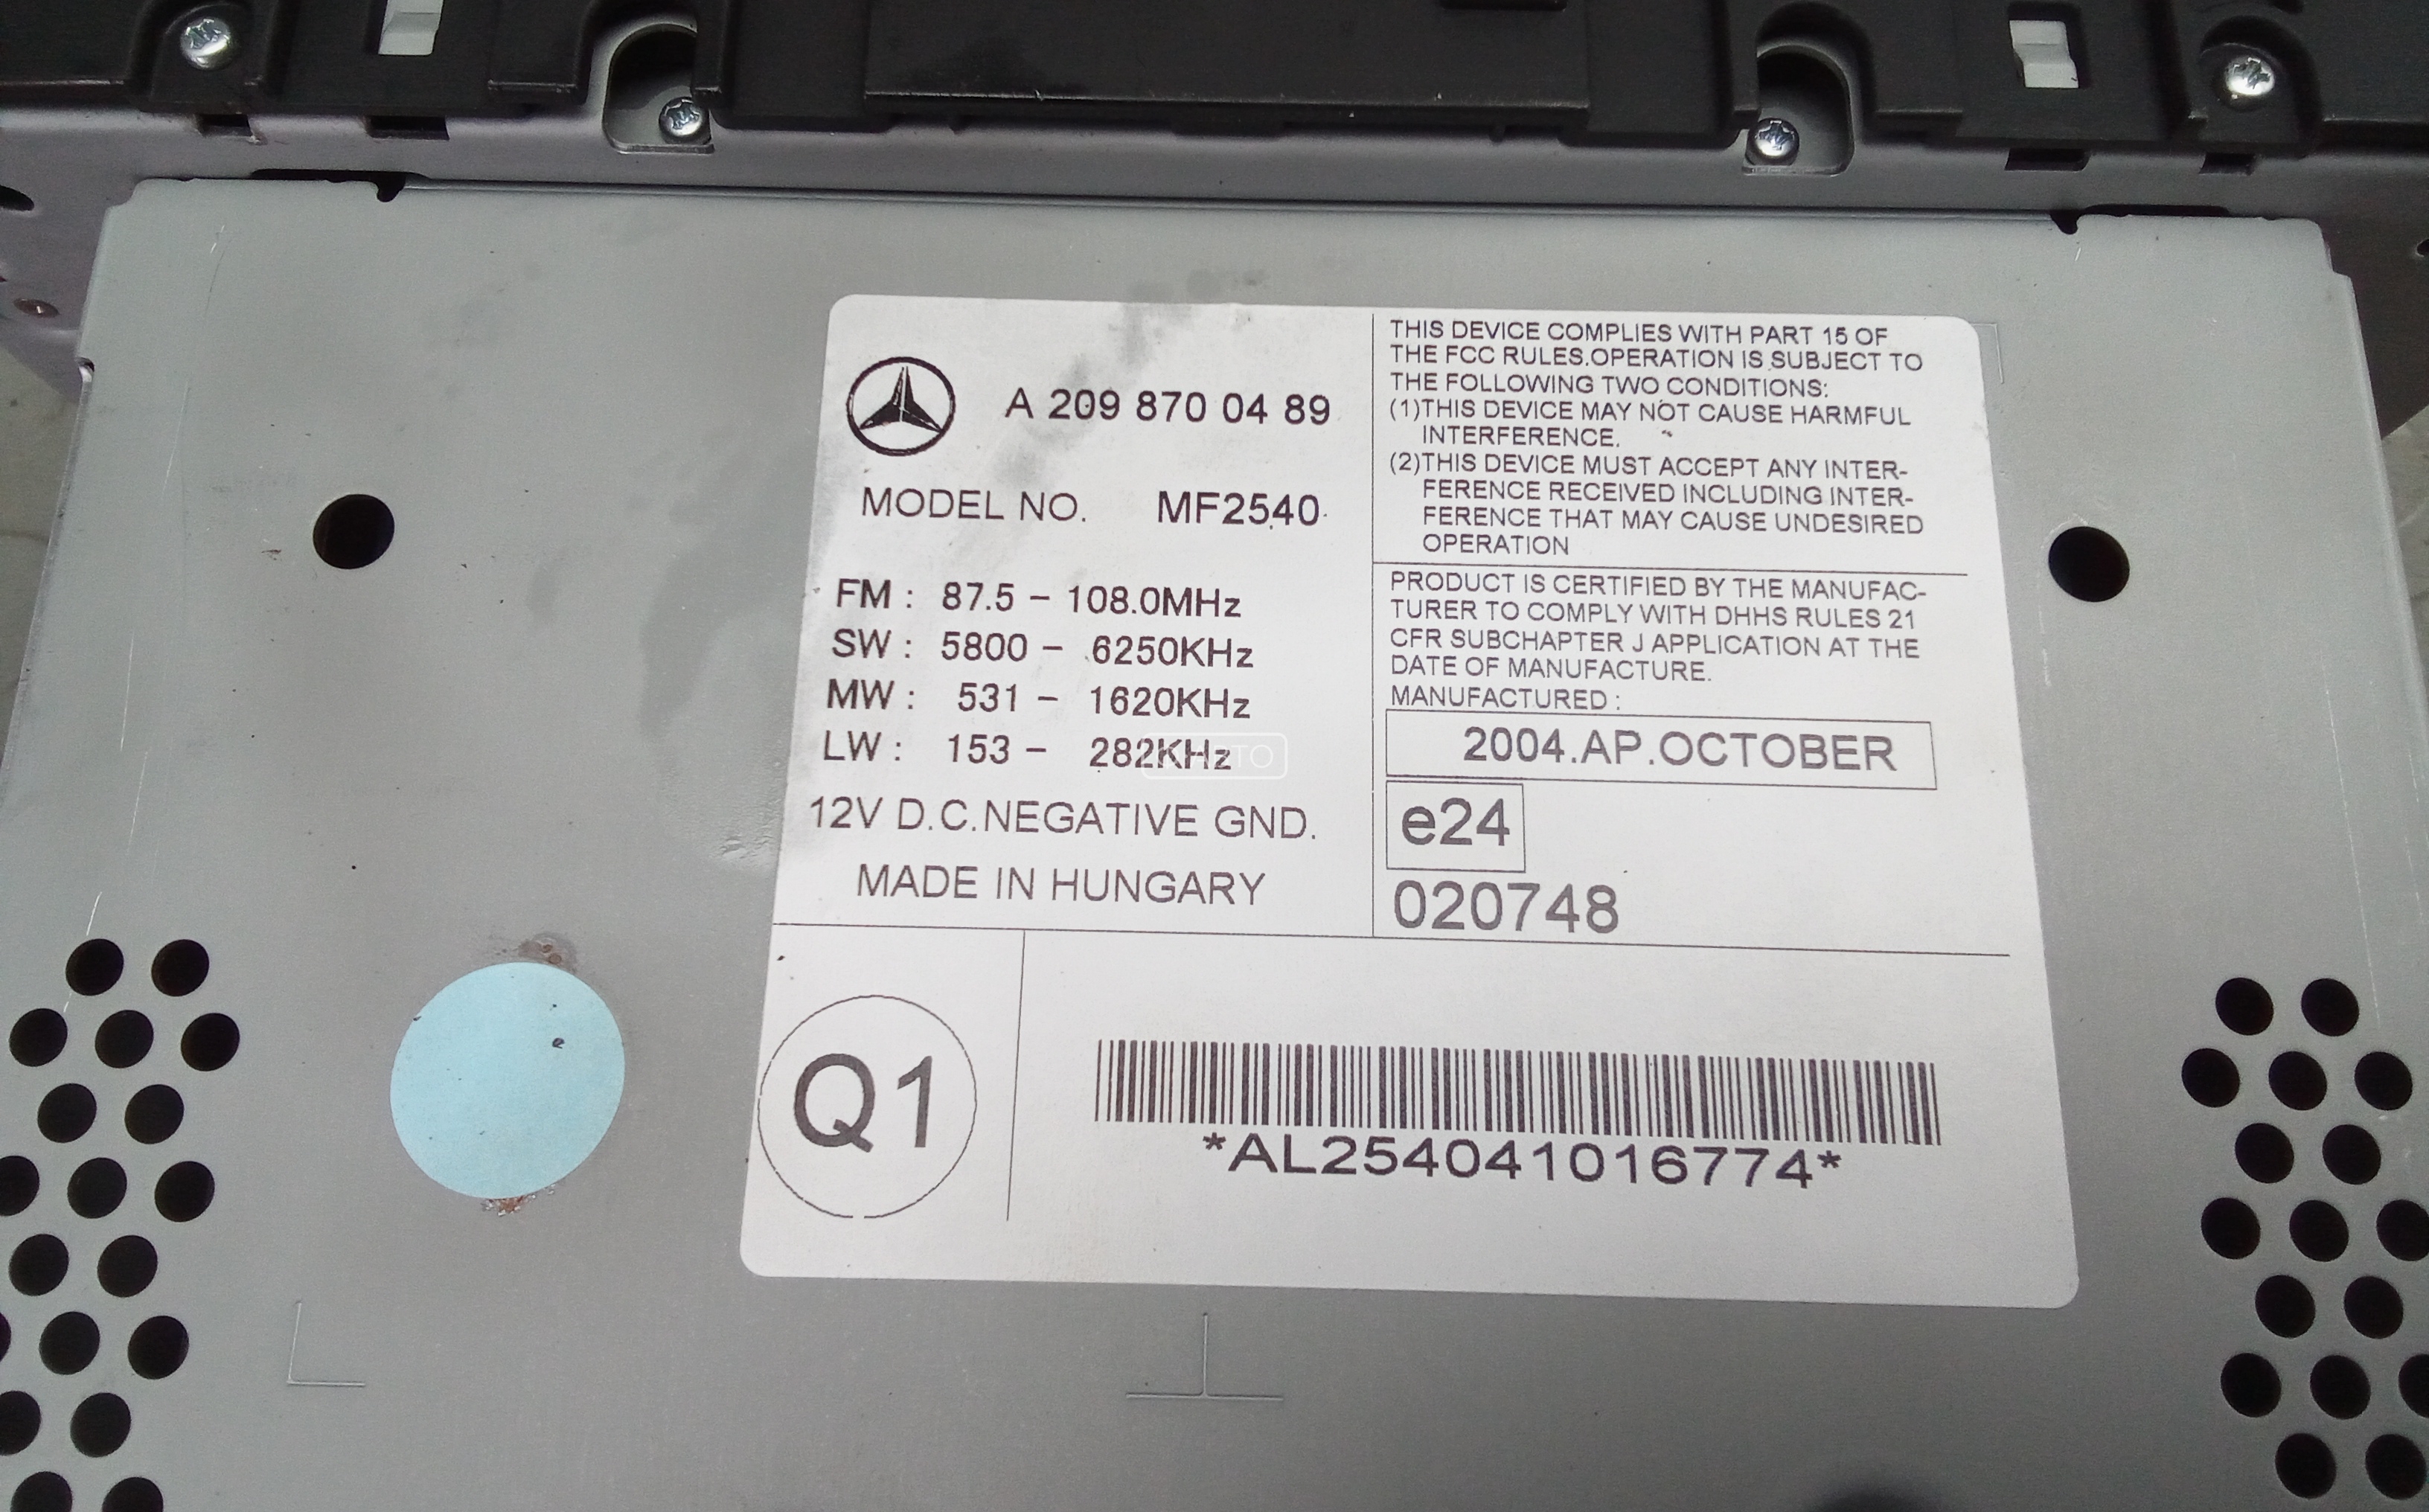 A 209 870 04 89
MODEL NO. MF2540
FM : 87.5 – 108.0MHz
SW : 5800 – 6250KHz
MW : 531 – 1620KHz
LW : 153 – 282KHz
12V D.C.NEGATIVE GND.
MADE IN HUNGARY
THIS DEVICE COMPLIES WITH PART 15 OF
THE FCC RULES.OPERATION IS SUBJECT TO
THE FOLLOWING TWO CONDITIONS:
(1)THIS DEVICE MAY NOT CAUSE HARMFUL
INTERFERENCE.
(2)THIS DEVICE MUST ACCEPT ANY INTER-
FERENCE RECEIVED INCLUDING INTER-
FERENCE THAT MAY CAUSE UNDESIRED
OPERATION
PRODUCT IS CERTIFIED BY THE MANUFAC-
TURER TO COMPLY WITH DHHS RULES 21
CFR SUBCHAPTER J APPLICATION AT THE
DATE OF MANUFACTURE.
MANUFACTURED :
2004.AP.OCTOBER
e24
020748
Q1
*AL254041016774*